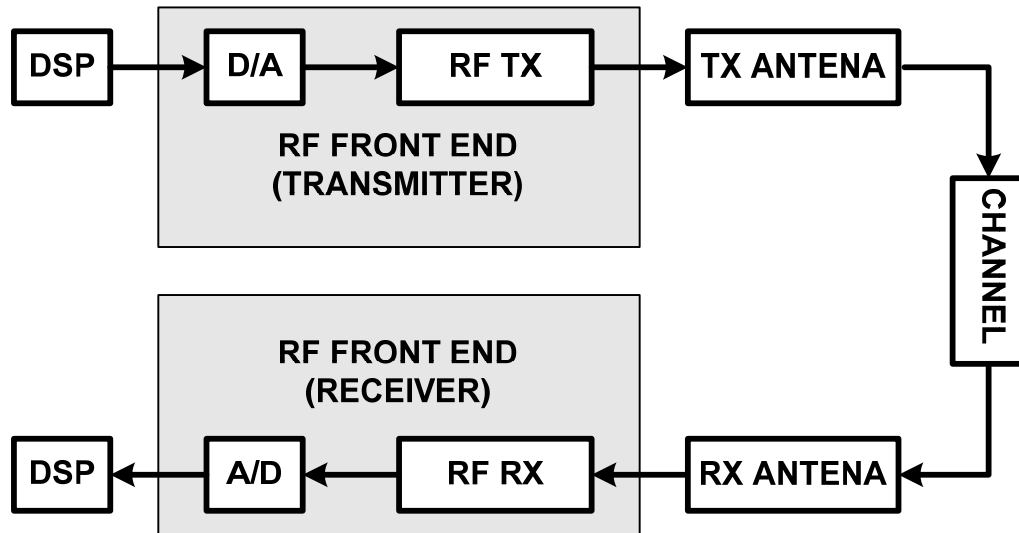 DSP
D/A
RF TX
TX ANTENA
RF FRONT END
(TRANSMITTER)
CHANNEL
RF FRONT END
(RECEIVER)
DSP
A/D
RF RX
RX ANTENA